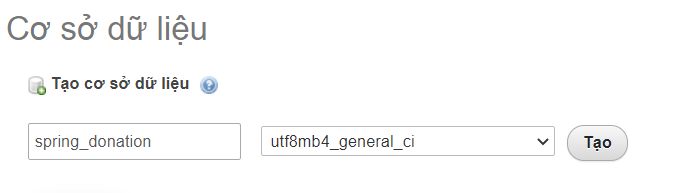 Cơ sở dữ liệu
Tạo cơ sở dữ liệu
spring_donation utf8mb4_general_ci Tạo